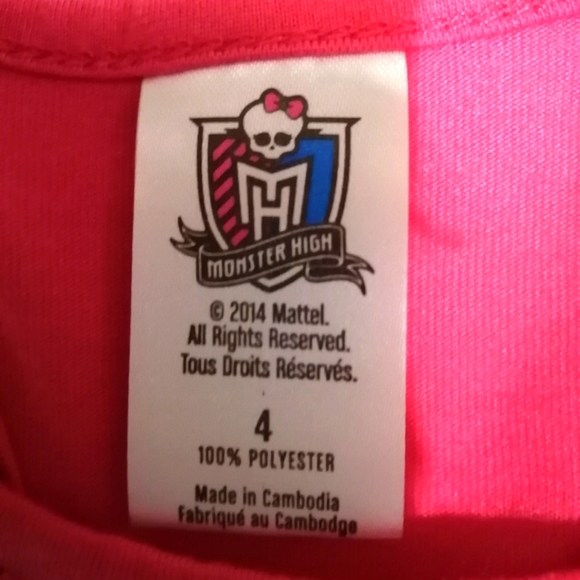 MH
MONSTER HIGH
© 2014 Mattel.
All Rights Reserved.
Tous Droits Réservés.
4
100% POLYESTER
Made in Cambodia
Fabriqué au Cambodge